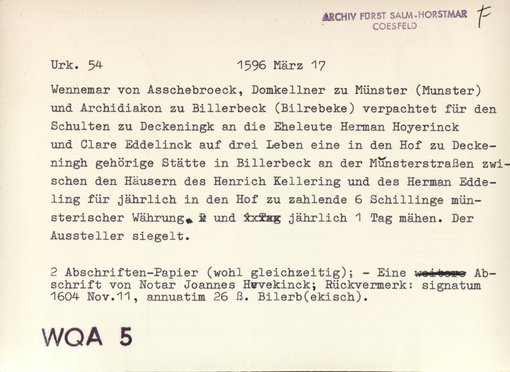 ARCHIV FÜRST SALM-HORSTMAR
COESFELD
Urk. 54 1596 März 17
Wennemar von Asschebroeck, Domkellner zu Münster (Munster)
und Archidiakon zu Billerbeck (Bilrebeke) verpachtet für den
Schulten zu Deckeningk an die Eheleute Herman Hoyerinck
und Clare Eddelinck auf drei Leben eine in den Hof zu Decke-
ningh gehörige Stätte in Billerbeck an der Münsterstraßen zwi-
schen den Häusern des Henrich Kellering und des Herman Edde-
ling für jährlich in den Hof zu zahlende 6 Schillinge mün-
sterischer Währung. und jährlich 1 Tag mähen. Der
Aussteller siegelt.
2 Abschriften-Papier (wohl gleichzeitig); - Eine weitere Ab-
schrift von Notar Joannes Hevekinck; Rückvermerk: signatum
1604 Nov.11, annuatim 26 ß. Bilerb(ekisch).
WQA 5